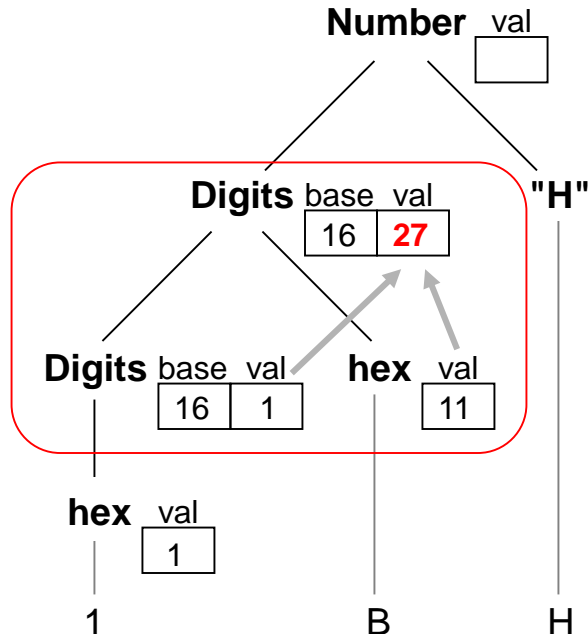 Number val
Digits base val "H"
16 27
Digits base val hex val
16 1 11
hex val
1
1 B H